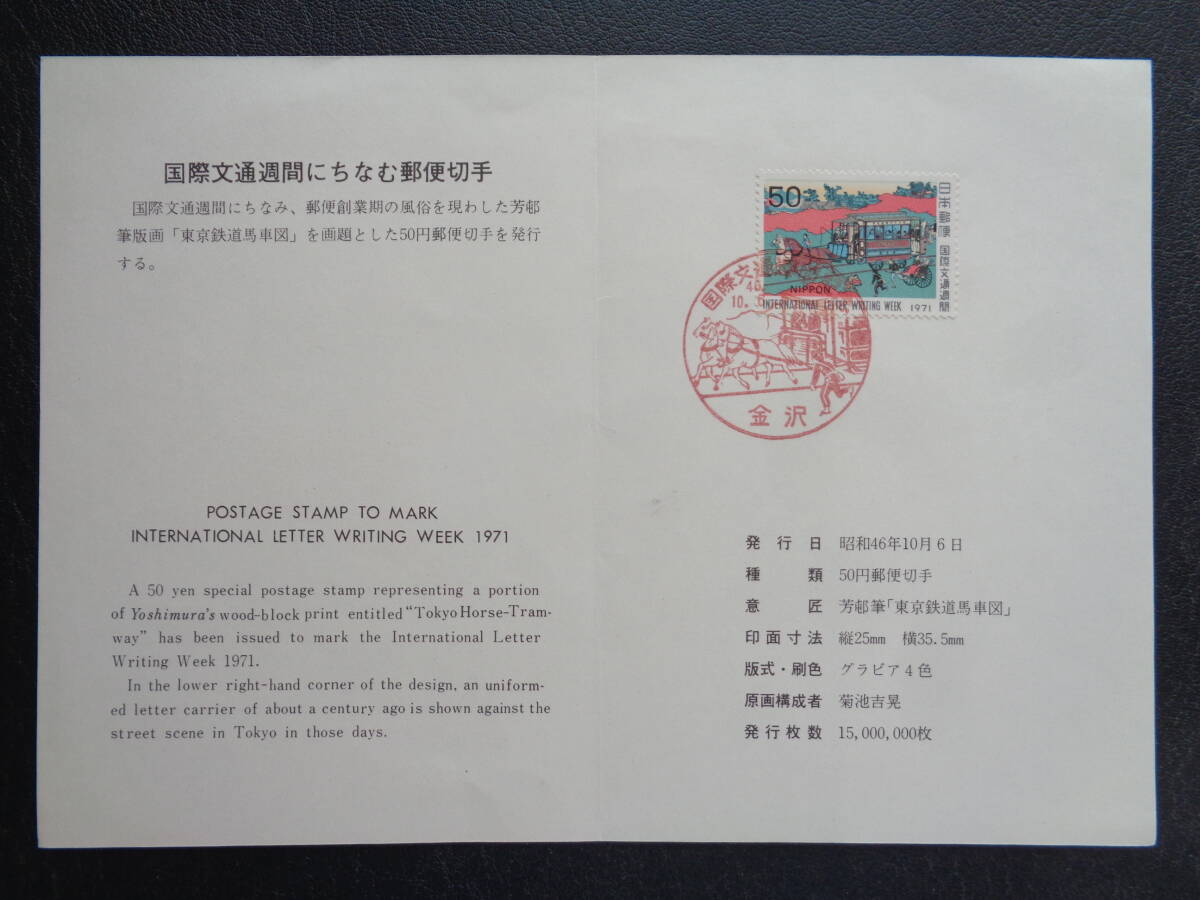 国際文通週間にちなむ郵便切手
国際文通週間にちなみ、郵便創業期の風俗を現わした芳邨
筆版画「東京鉄道馬車図」を画題とした50円郵便切手を発行
する。
POSTAGE STAMP TO MARK
INTERNATIONAL LETTER WRITING WEEK 1971
A 50 yen special postage stamp representing a portion
of Yoshimura's wood-block print entitled "Tokyo Horse-Tram-
way" has been issued to mark the International Letter
Writing Week 1971.
In the lower right-hand corner of the design, an uniform-
ed letter carrier of about a century ago is shown against the
street scene in Tokyo in those days.
50
日本郵便 国際文通週間
NIPPON
INTERNATIONAL LETTER WRITING WEEK 1971
国際文通
10.
金沢
発行日 昭和46年10月6日
種類 50円郵便切手
意匠 芳邨筆「東京鉄道馬車図」
印面寸法 縦25mm 横35.5mm
版式・刷色 グラビア4色
原画構成者 菊池吉晃
発行枚数 15,000,000枚